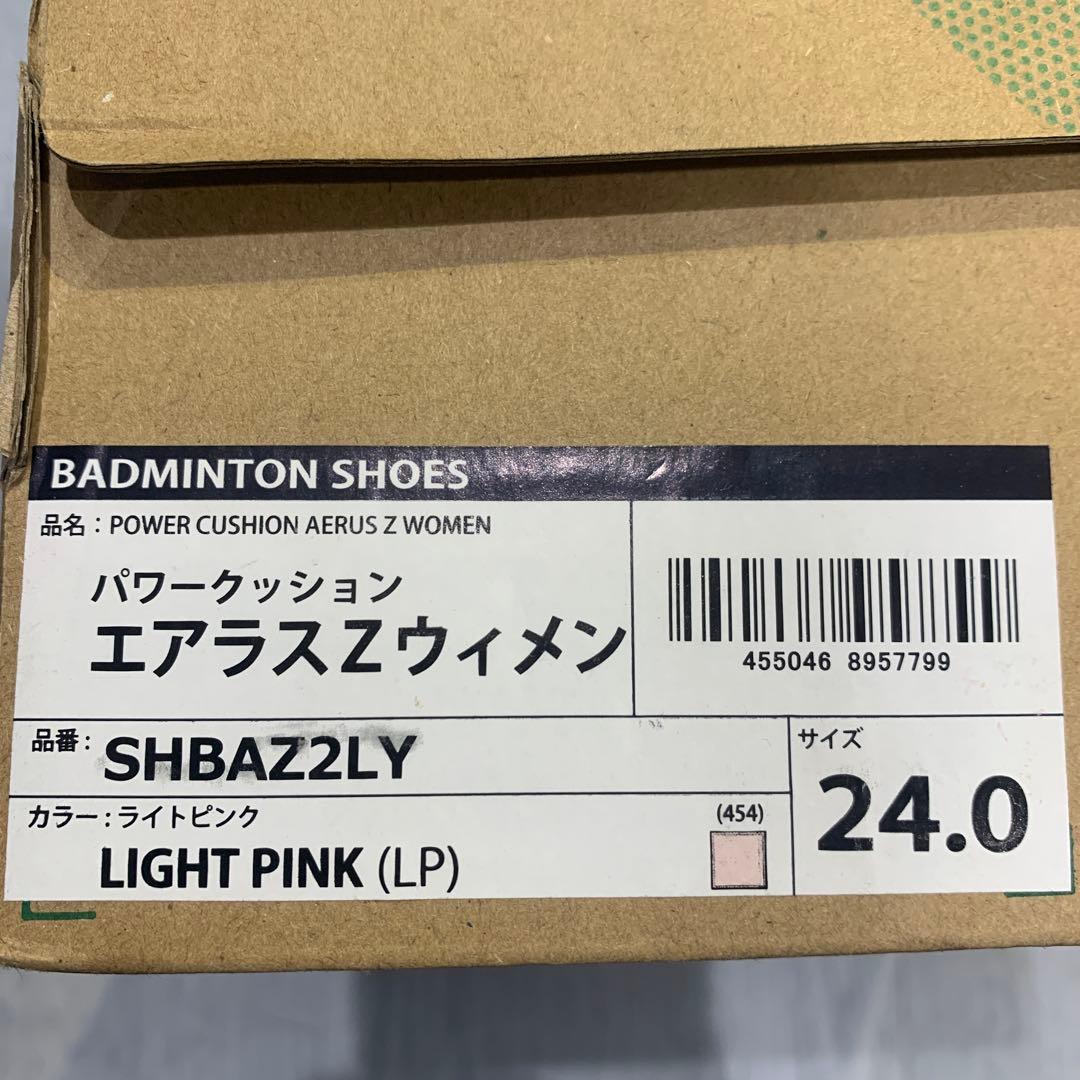 BADMINTON SHOES
品名：POWER CUSHION AERUS Z WOMEN
パワークッション
エアラスZウィメン
455046 8957799
品番：SHBAZ2LY
サイズ
24.0
カラー：ライトピンク
(454)
LIGHT PINK (LP)